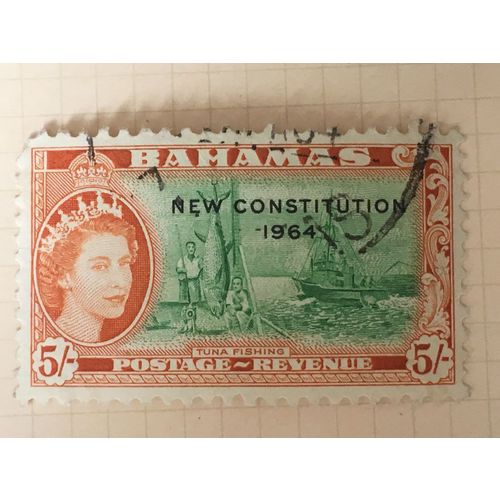 BAHAMAS
NEW CONSTITUTION
1964
TUNA FISHING
5/- POSTAGE~REVENUE 5/-